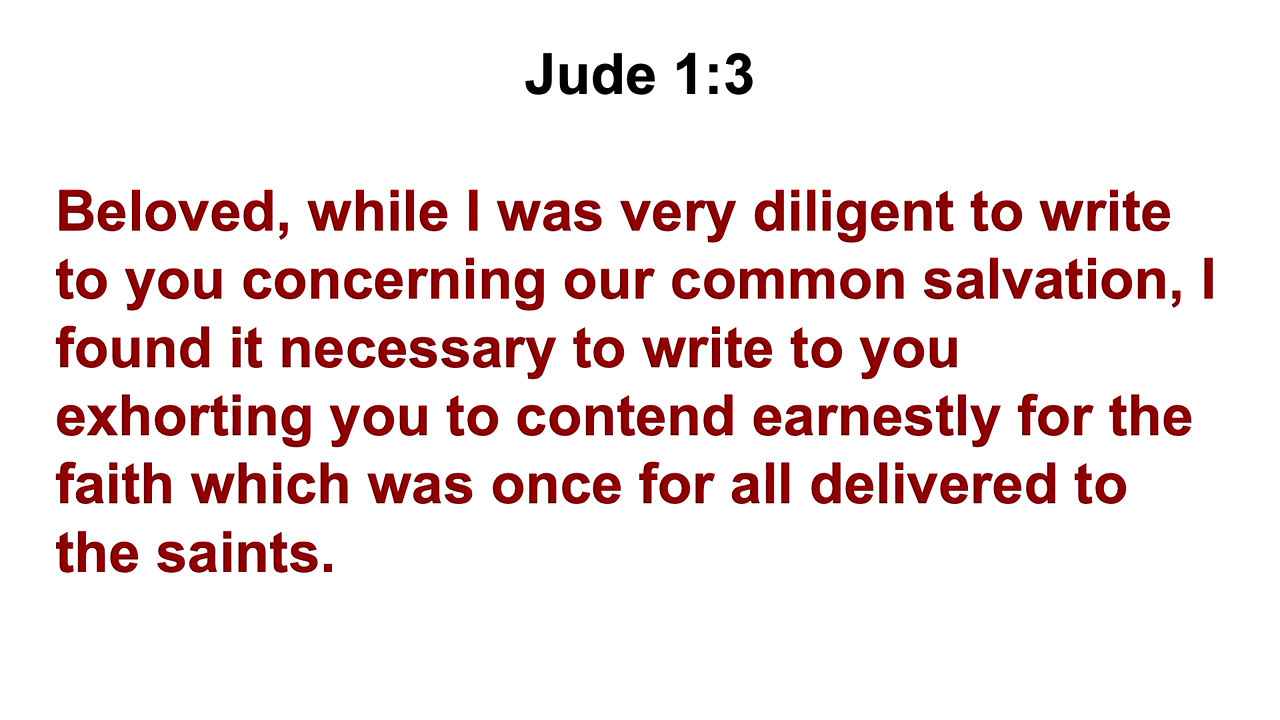 Jude 1:3
Beloved, while I was very diligent to write
to you concerning our common salvation, I
found it necessary to write to you
exhorting you to contend earnestly for the
faith which was once for all delivered to
the saints.